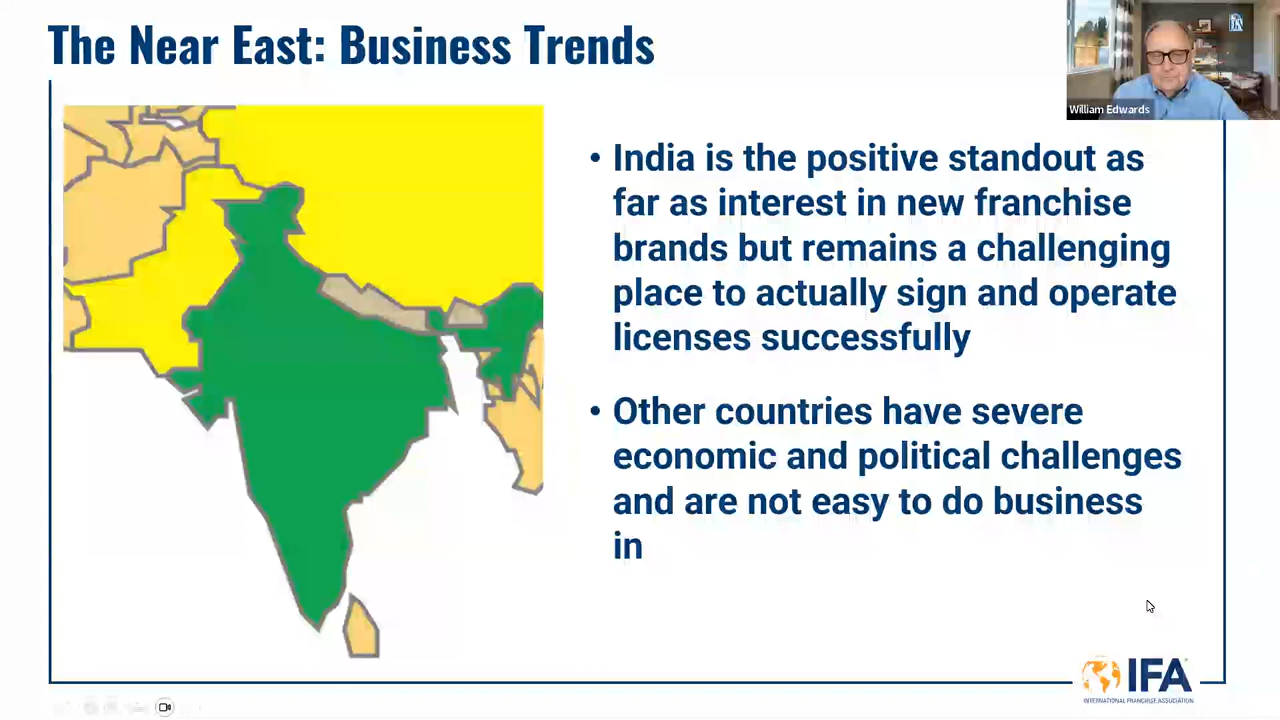 The Near East: Business Trends
William Edwards
• India is the positive standout as
far as interest in new franchise
brands but remains a challenging
place to actually sign and operate
licenses successfully
• Other countries have severe
economic and political challenges
and are not easy to do business
in
IFA
INTERNATIONAL FRANCHISE ASSOCIATION